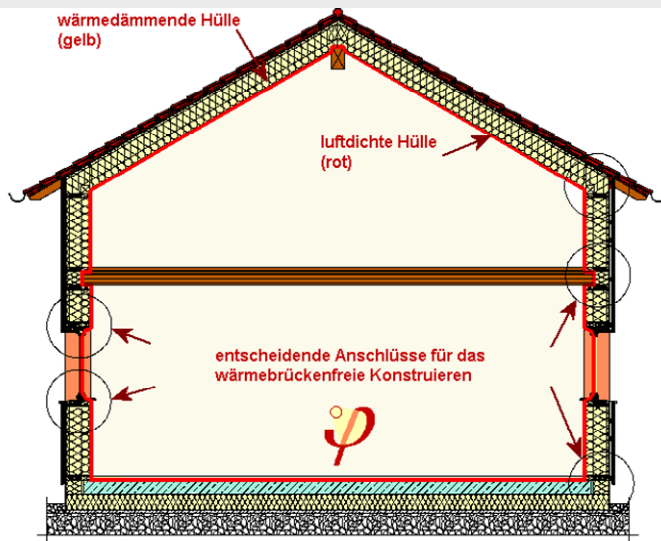 wärmedämmende Hülle
(gelb)
luftdichte Hülle
(rot)
entscheidende Anschlüsse für das
wärmebrückenfreie Konstruieren